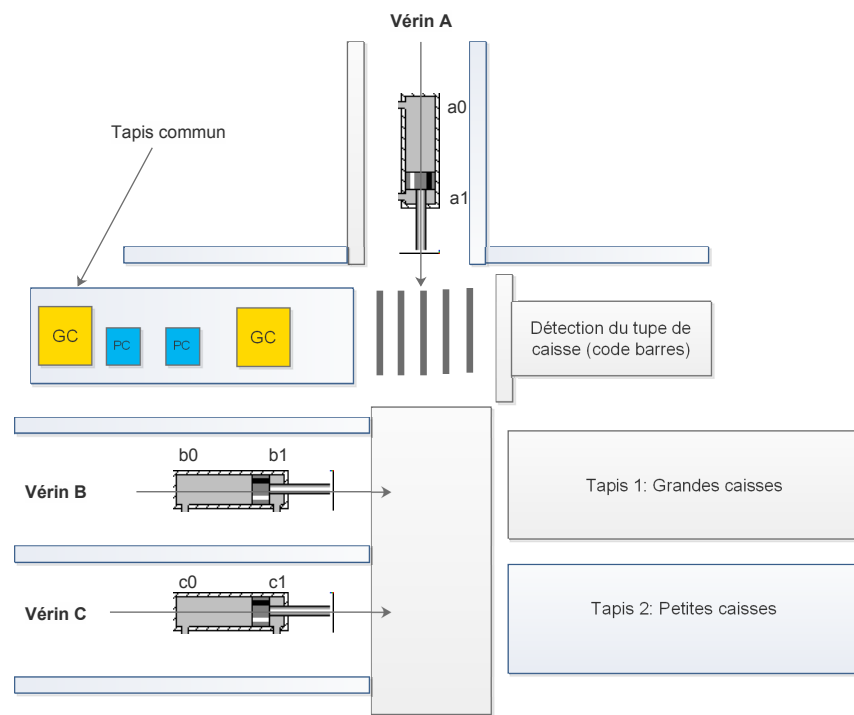 Vérin A
a0
Tapis commun
a1
GC
PC
PC
GC
Détection du tupe de
caisse (code barres)
b0
b1
Vérin B
Tapis 1: Grandes caisses
c0
c1
Vérin C
Tapis 2: Petites caisses